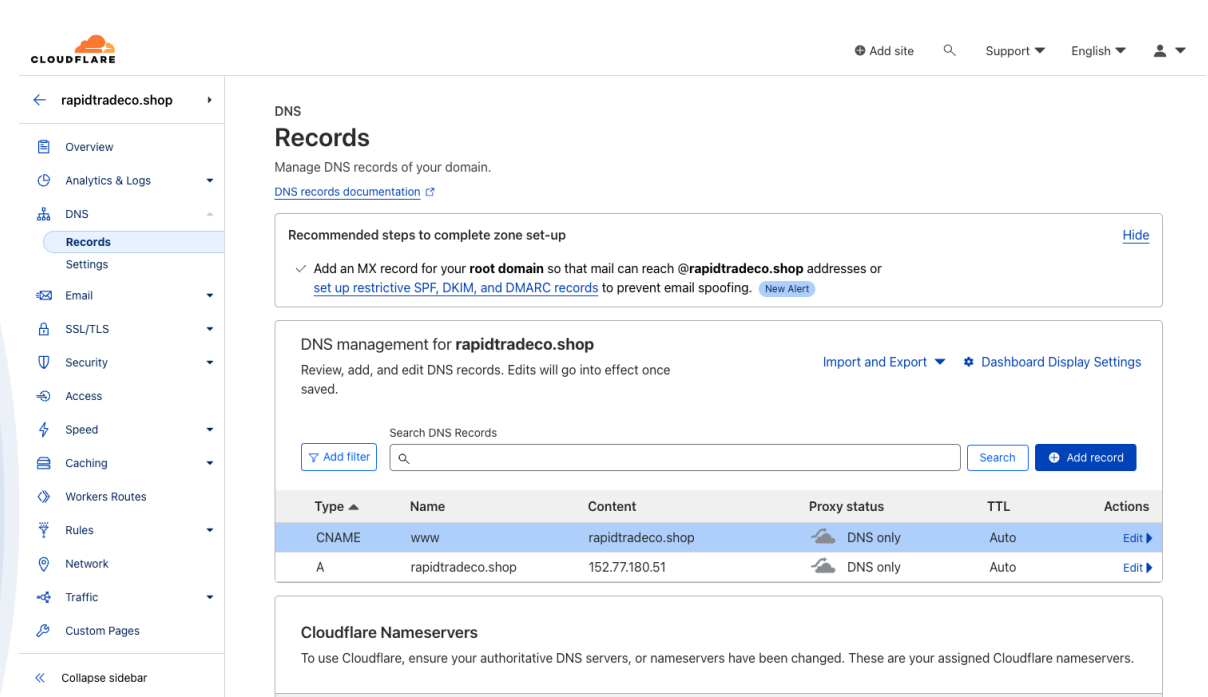 CLOUDFLARE
Add site
Support
English
rapidtradeco.shop
Overview
Analytics & Logs
DNS
Records
Settings
Email
SSL/TLS
Security
Access
Speed
Caching
Workers Routes
Rules
Network
Traffic
Custom Pages
Collapse sidebar
DNS
Records
Manage DNS records of your domain.
DNS records documentation
Recommended steps to complete zone set-up
Hide
Add an MX record for your root domain so that mail can reach @rapidtradeco.shop addresses or
set up restrictive SPF, DKIM, and DMARC records to prevent email spoofing. New Alert
DNS management for rapidtradeco.shop
Review, add, and edit DNS records. Edits will go into effect once
saved.
Import and Export
Dashboard Display Settings
Search DNS Records
Add filter
Search
Add record
Type Name Content Proxy status TTL Actions
CNAME www rapidtradeco.shop DNS only Auto Edit
A rapidtradeco.shop 152.77.180.51 DNS only Auto Edit
Cloudflare Nameservers
To use Cloudflare, ensure your authoritative DNS servers, or nameservers have been changed. These are your assigned Cloudflare nameservers.